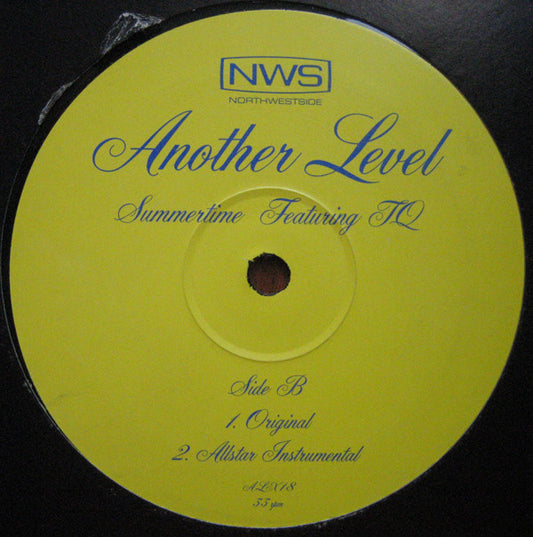 NWS
NORTHWESTSIDE
Another Level
Summertime Featuring TQ
Side B
1. Original
2. Allstar Instrumental
ALX18
33 rpm